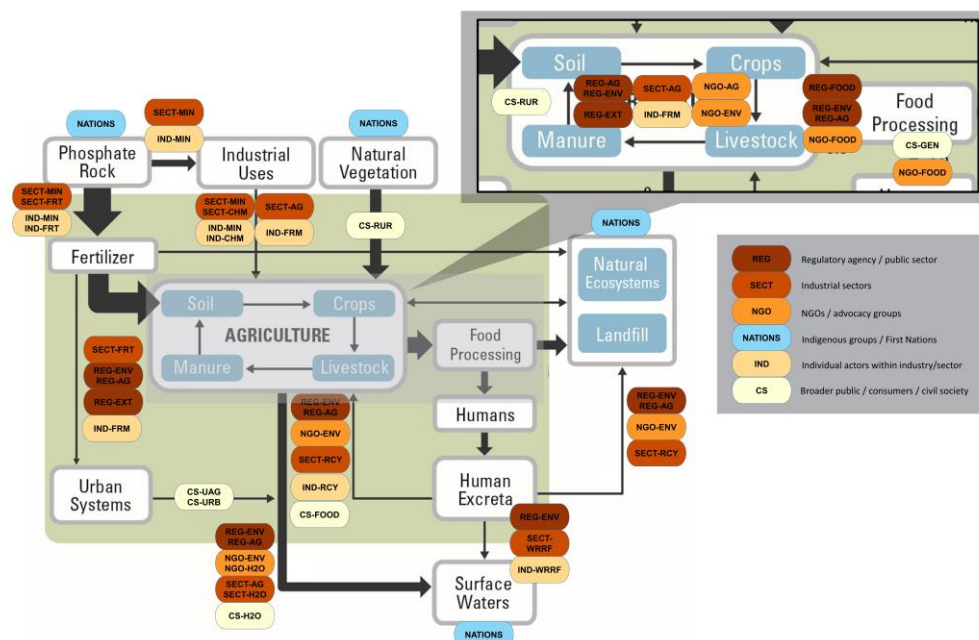 Soil
Crops
REG-AG
REG-ENV
SECT-AG
NGO-AG
REG-FOOD
CS-RUR
REG-EXT
IND-FRM
NGO-ENV
REG-ENV
REG-AG
Food
Processing
Manure
Livestock
NGO-FOOD
CS-GEN
NGO-FOOD
NATIONS
SECT-MIN
IND-MIN
NATIONS
Phosphate
Rock
Industrial
Uses
Natural
Vegetation
SECT-MIN
SECT-FRT
IND-MIN
IND-FRT
SECT-MIN
SECT-CHM
SECT-AG
IND-MIN
IND-CHM
IND-FRM
CS-RUR
NATIONS
Fertilizer
Natural
Ecosystems
Landfill
Soil
Crops
AGRICULTURE
Manure
Livestock
Food
Processing
SECT-FRT
REG-ENV
REG-AG
REG-EXT
IND-FRM
REG-ENV
REG-AG
NGO-ENV
SECT-RCY
IND-RCY
CS-FOOD
Humans
REG-ENV
REG-AG
NGO-ENV
SECT-RCY
Urban
Systems
CS-UAG
CS-URB
Human
Excreta
REG-ENV
REG-AG
NGO-ENV
NGO-H2O
SECT-AG
SECT-H2O
CS-H2O
REG-ENV
SECT-
WRRF
IND-WRRF
Surface
Waters
NATIONS
REG Regulatory agency / public sector
SECT Industrial sectors
NGO NGOs / advocacy groups
NATIONS Indigenous groups / First Nations
IND Individual actors within industry/sector
CS Broader public / consumers / civil society